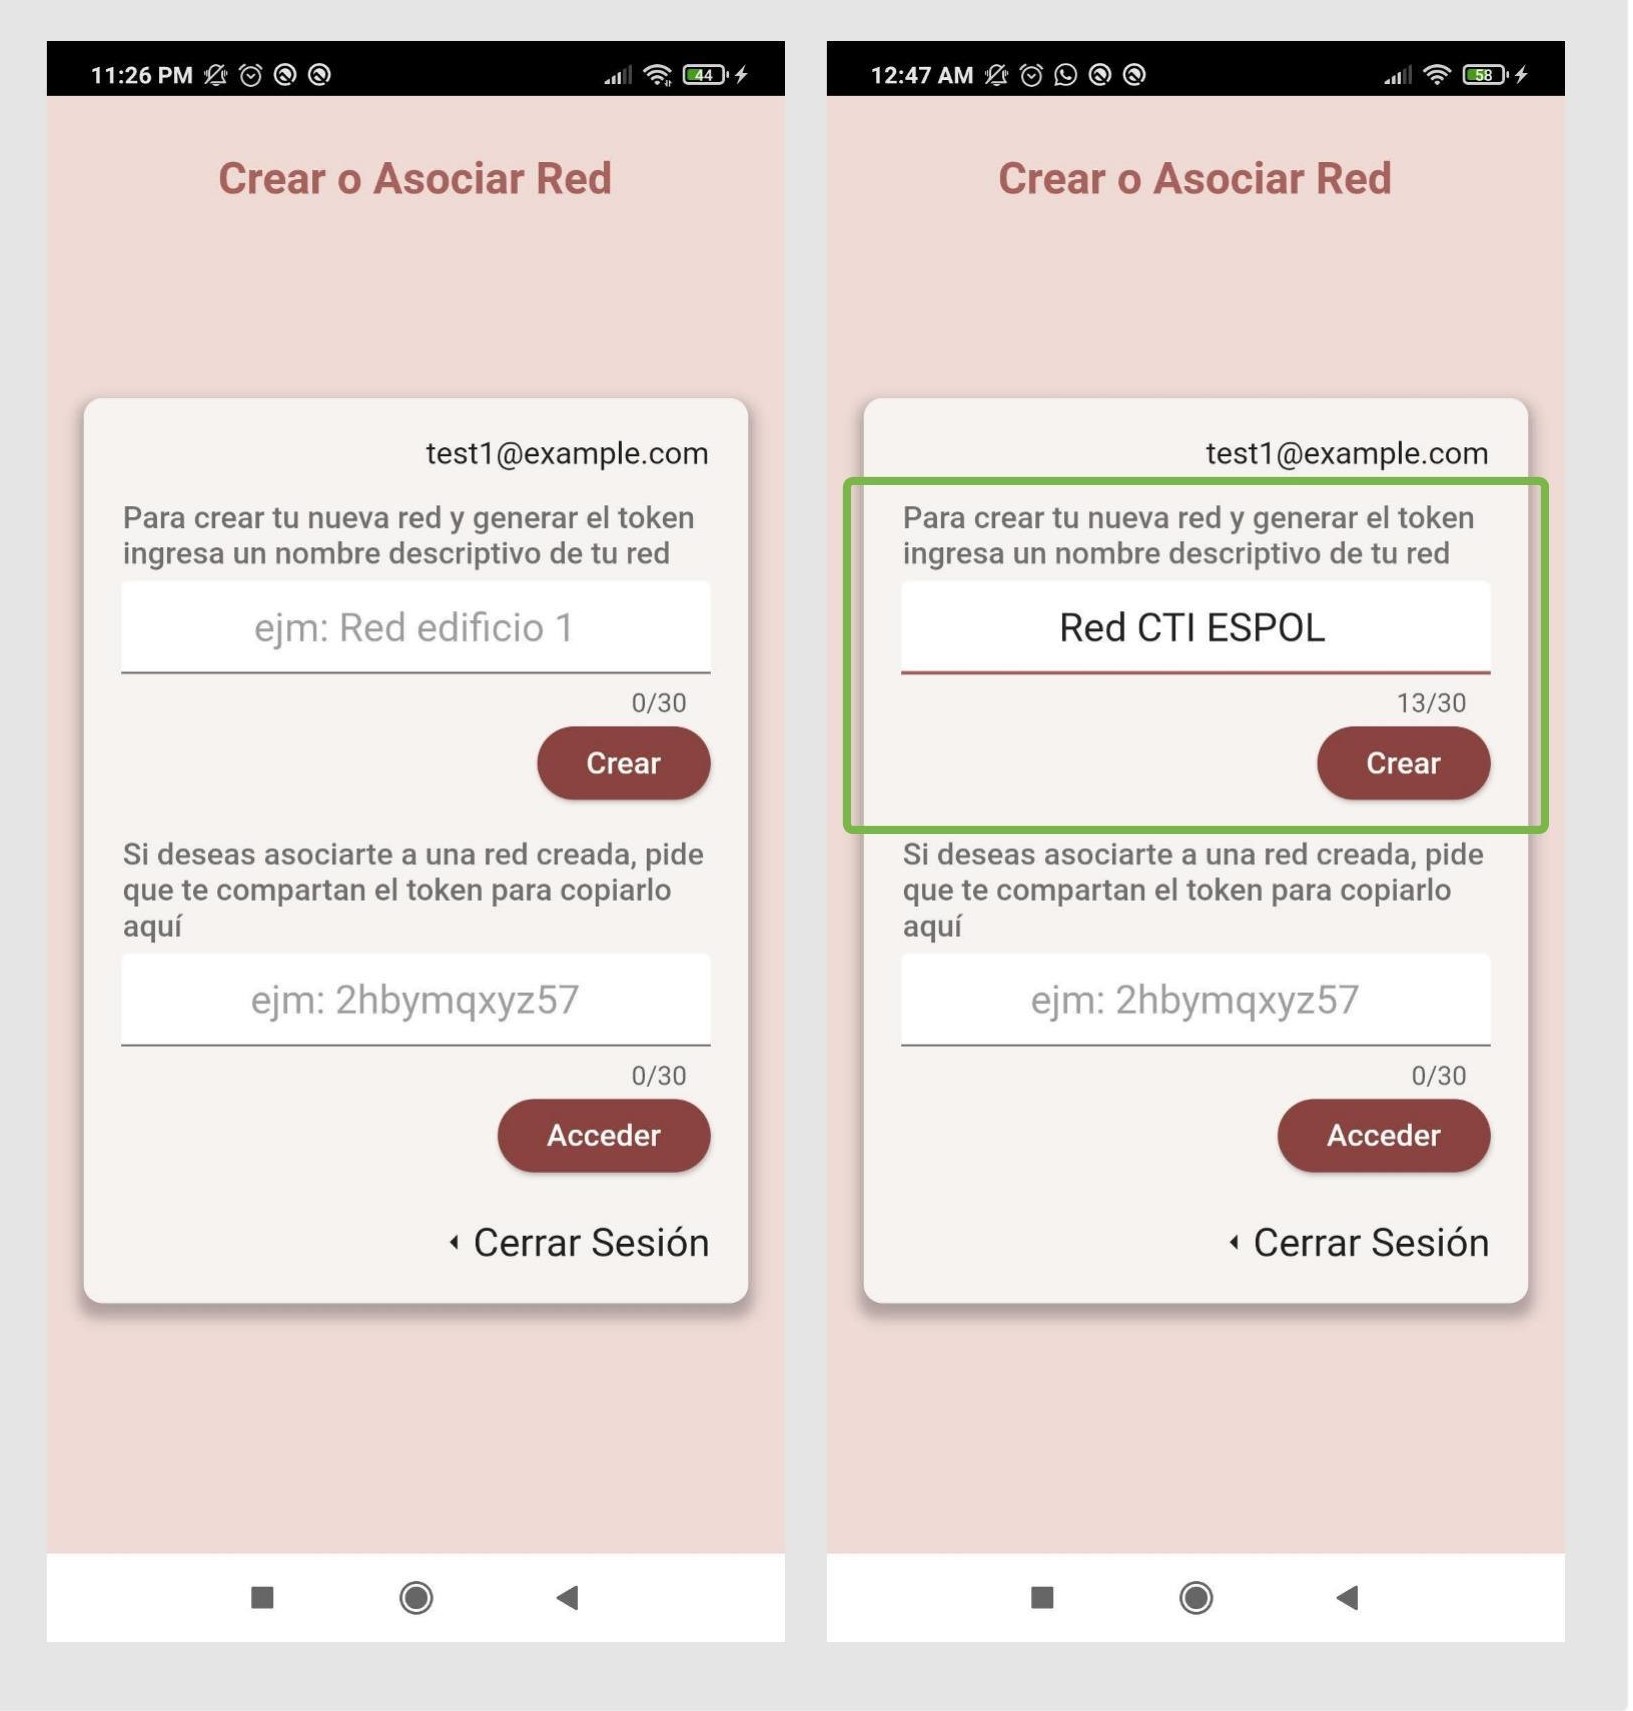 11:26 PM
44
Crear o Asociar Red
test1@example.com
Para crear tu nueva red y generar el token
ingresa un nombre descriptivo de tu red
ejm: Red edificio 1
0/30
Crear
Si deseas asociarte a una red creada, pide
que te compartan el token para copiarlo
aquí
ejm: 2hbymqxyz57
0/30
Acceder
Cerrar Sesión
12:47 AM
58
Crear o Asociar Red
test1@example.com
Para crear tu nueva red y generar el token
ingresa un nombre descriptivo de tu red
Red CTI ESPOL
13/30
Crear
Si deseas asociarte a una red creada, pide
que te compartan el token para copiarlo
aquí
ejm: 2hbymqxyz57
0/30
Acceder
Cerrar Sesión